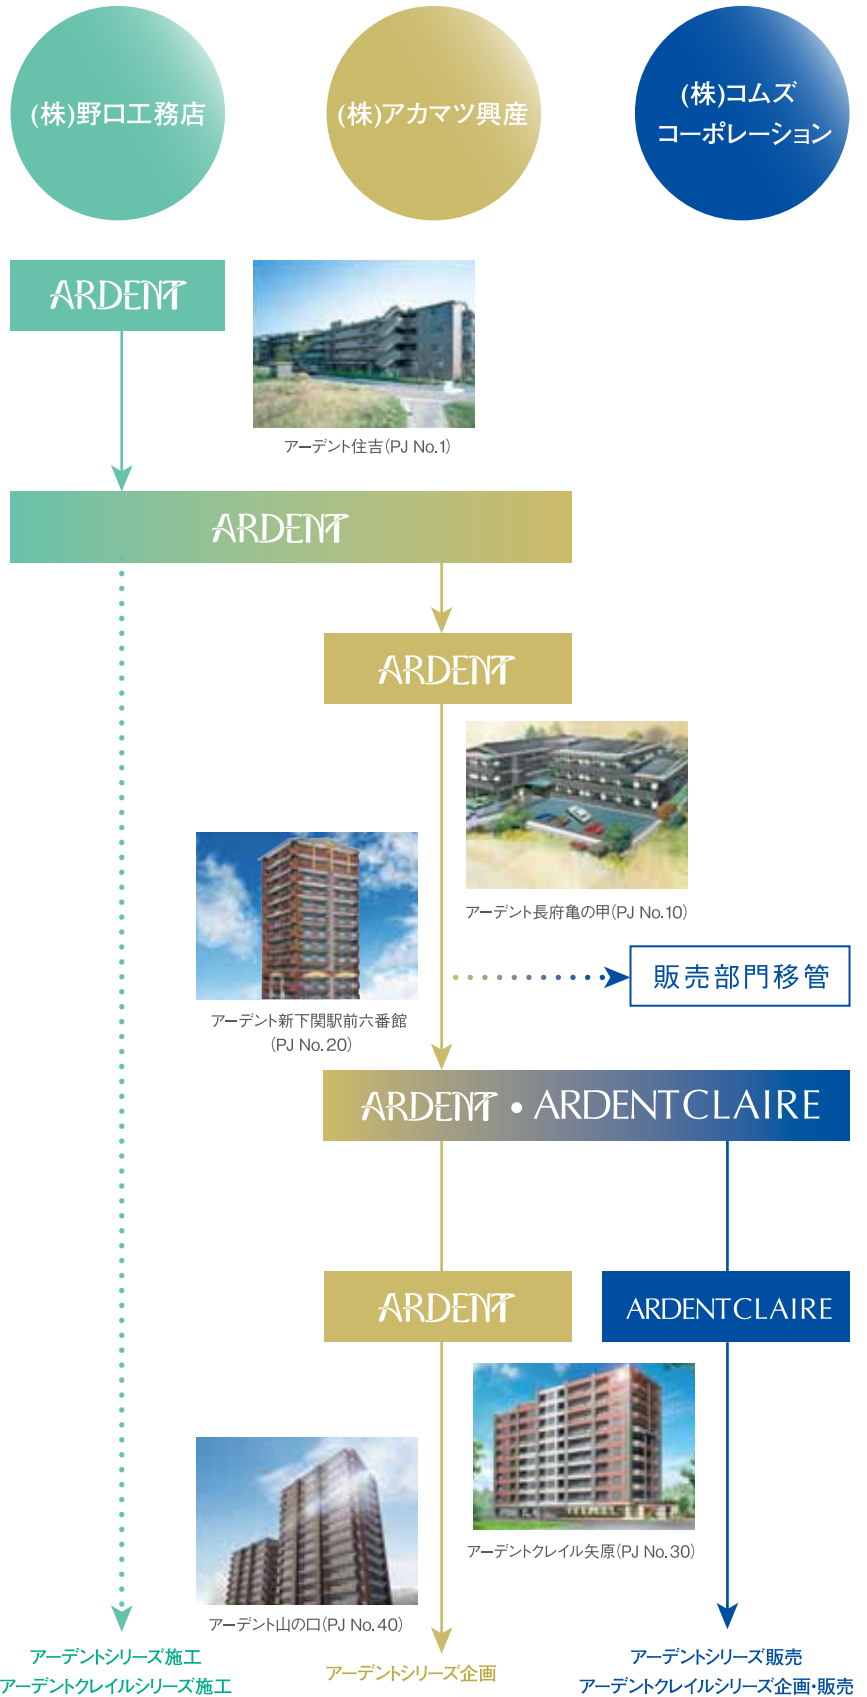 (株)野口工務店
(株)アカマツ興産
(株)コムズ
コーポレーション
ARDENT
アーデント住吉(PJ No.1)
ARDENT
ARDENT
アーデント長府亀の甲(PJ No.10)
アーデント新下関駅前六番館
(PJ No.20)
販売部門移管
ARDENT・ARDENT CLAIRE
ARDENT
ARDENT CLAIRE
アーデントクレイル矢原(PJ No.30)
アーデント山の口(PJ No.40)
アーデントシリーズ施工
アーデントクレイルシリーズ施工
アーデントシリーズ企画
アーデントシリーズ販売
アーデントクレイルシリーズ企画・販売